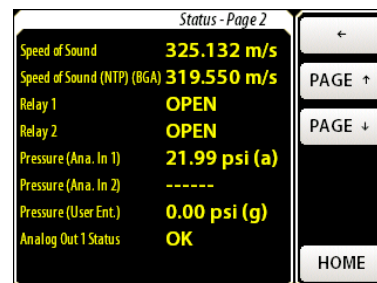 Status - Page 2
Speed of Sound 325.132 m/s
Speed of Sound (NTP) (BGA) 319.550 m/s
Relay 1 OPEN
Relay 2 OPEN
Pressure (Ana. In 1) 21.99 psi (a)
Pressure (Ana. In 2) ------
Pressure (User Ent.) 0.00 psi (g)
Analog Out 1 Status OK
←
PAGE ↑
PAGE ↓
HOME